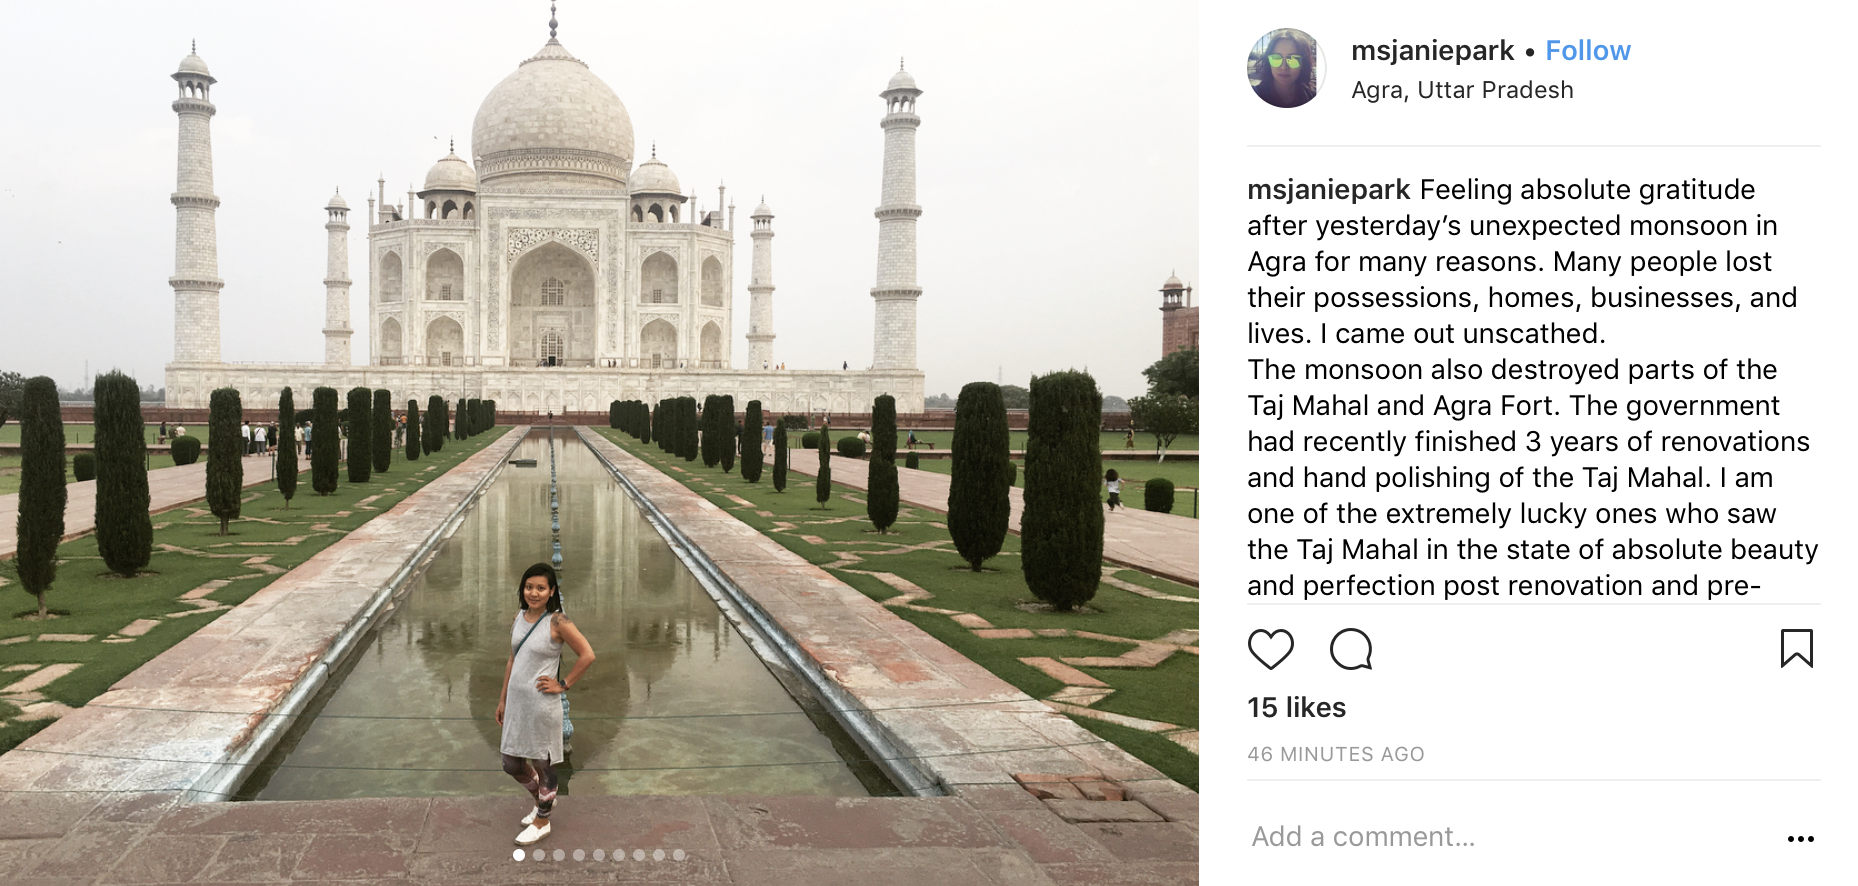 msjaniepark • Follow
Agra, Uttar Pradesh
msjaniepark Feeling absolute gratitude
after yesterday’s unexpected monsoon in
Agra for many reasons. Many people lost
their possessions, homes, businesses, and
lives. I came out unscathed.
The monsoon also destroyed parts of the
Taj Mahal and Agra Fort. The government
had recently finished 3 years of renovations
and hand polishing of the Taj Mahal. I am
one of the extremely lucky ones who saw
the Taj Mahal in the state of absolute beauty
and perfection post renovation and pre-
15 likes
46 MINUTES AGO
Add a comment...